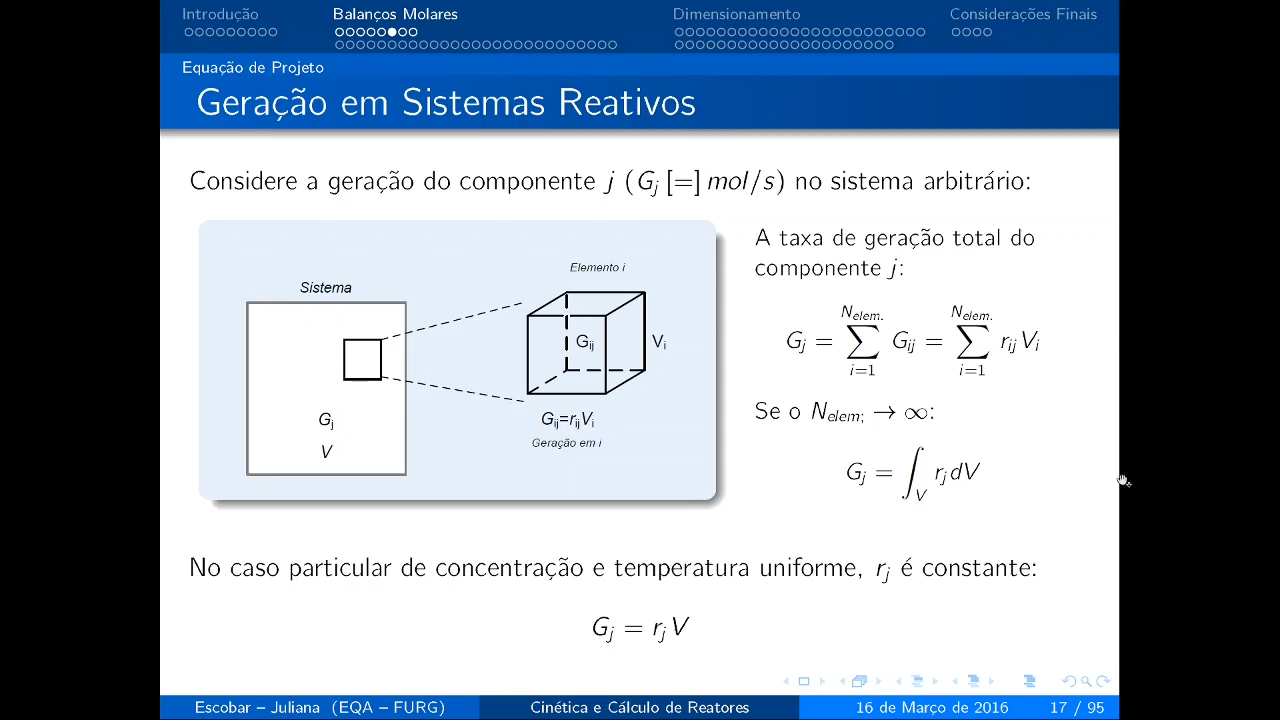 Introdução
Balanços Molares
Dimensionamento
Considerações Finais
Equação de Projeto
Geração em Sistemas Reativos
Considere a geração do componente j (G_j [=] mol/s) no sistema arbitrário:
Sistema
G_j
V
Elemento i
G_ij
V_i
G_ij=r_ijV_i
Geração em i
A taxa de geração total do
componente j:
G_j = ∑_{i=1}^{N_elem.} G_ij = ∑_{i=1}^{N_elem.} r_ij V_i
Se o N_elem; → ∞:
G_j = ∫_V r_j dV
No caso particular de concentração e temperatura uniforme, r_j é constante:
G_j = r_j V
Escobar – Juliana (EQA – FURG)
Cinética e Cálculo de Reatores
16 de Março de 2016
17 / 95